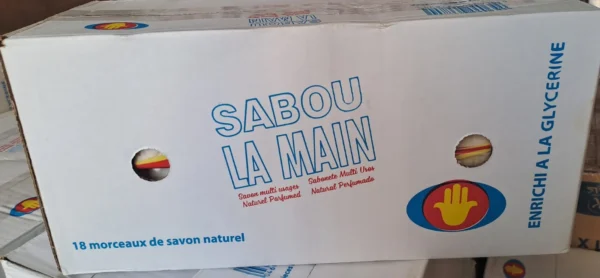 SABOU
LA MAIN
Savon multi usages
Naturel Perfumed
Sabonete Multi Usos
Natural Perfumado
18 morceaux de savon naturel
ENRICHI A LA GLYCERINE